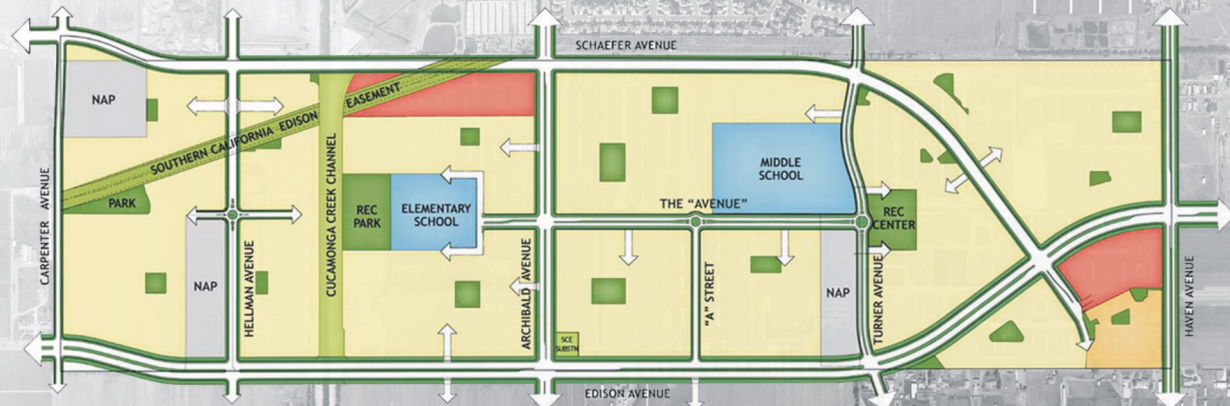 SCHAEFER AVENUE
NAP
SOUTHERN CALIFORNIA EDISON EASEMENT
PARK
CARPENTER AVENUE
HELLMAN AVENUE
NAP
CUCAMONGA CREEK CHANNEL
REC
PARK
ELEMENTARY
SCHOOL
ARCHIBALD AVENUE
MIDDLE
SCHOOL
THE "AVENUE"
REC
CENTER
"A" STREET
NAP
TURNER AVENUE
SCE
SUBSTN
HAVEN AVENUE
EDISON AVENUE